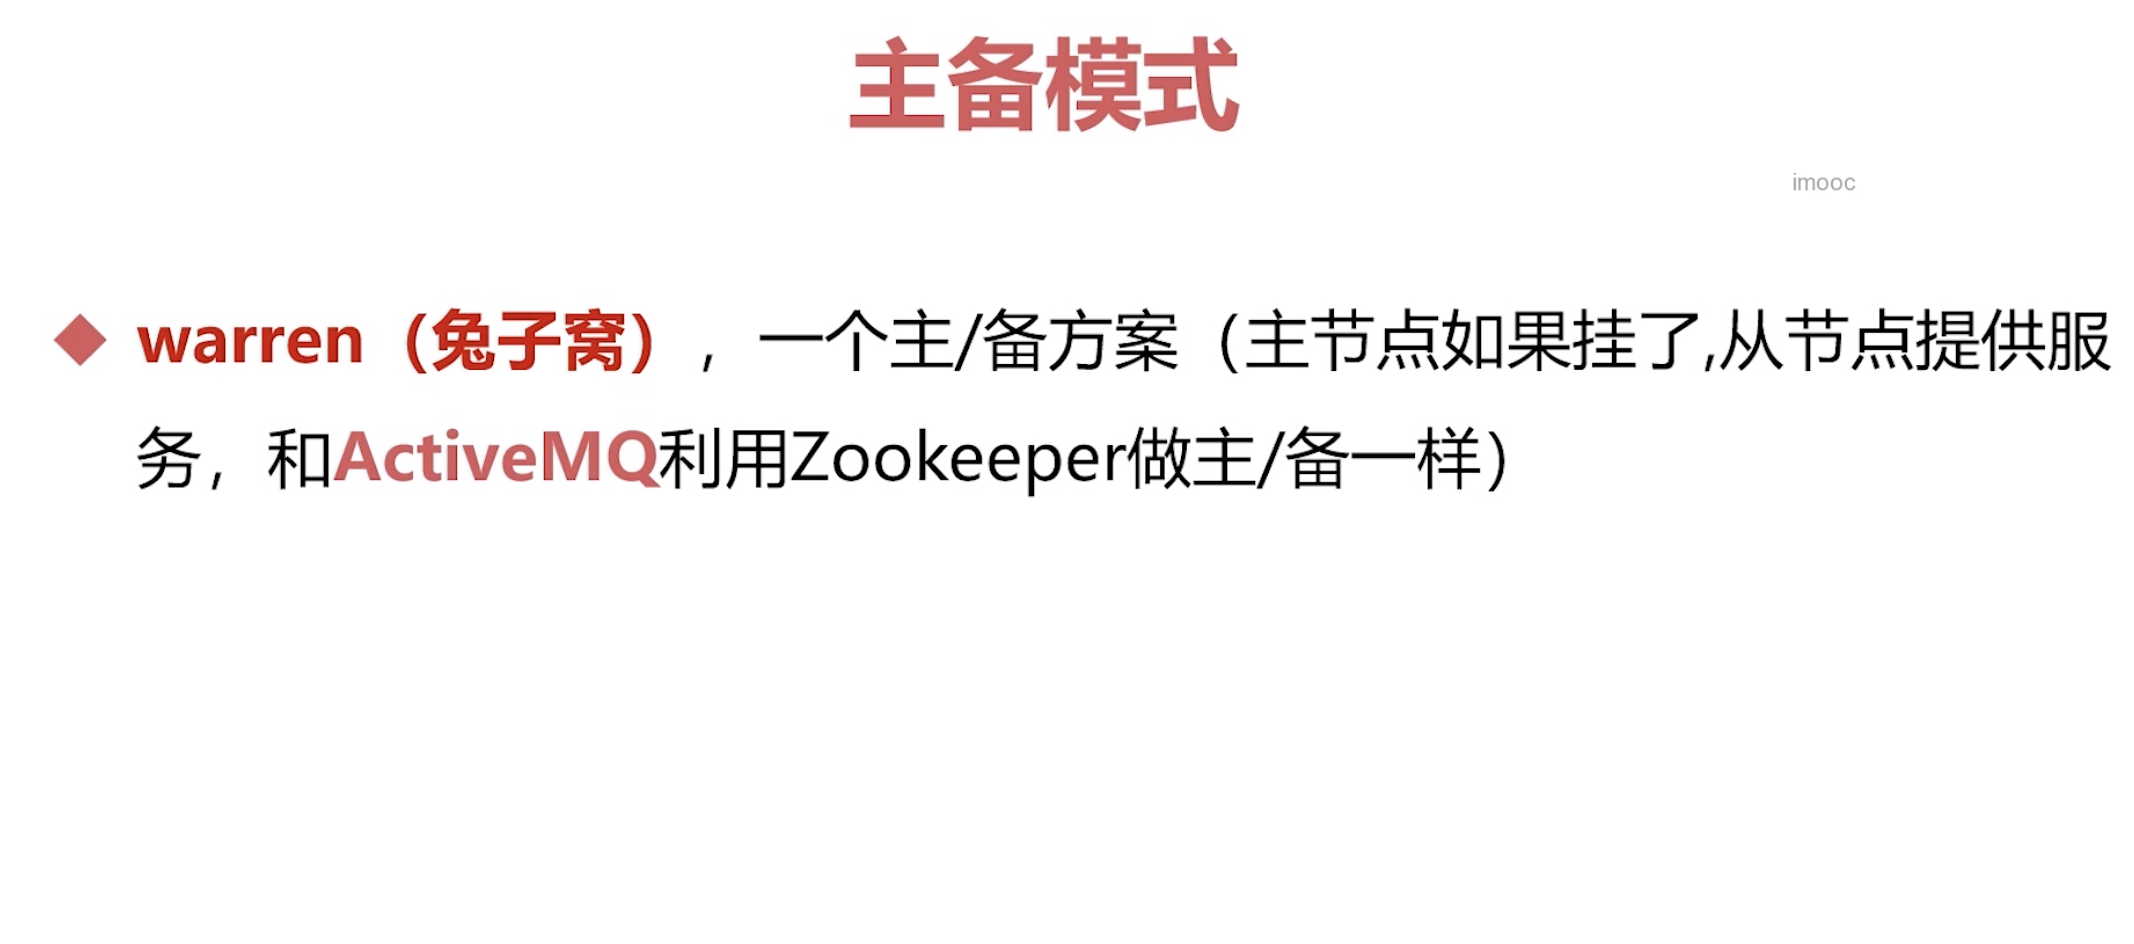 主备模式
imooc
warren（兔子窝），一个主/备方案（主节点如果挂了,从节点提供服
务，和ActiveMQ利用Zookeeper做主/备一样）